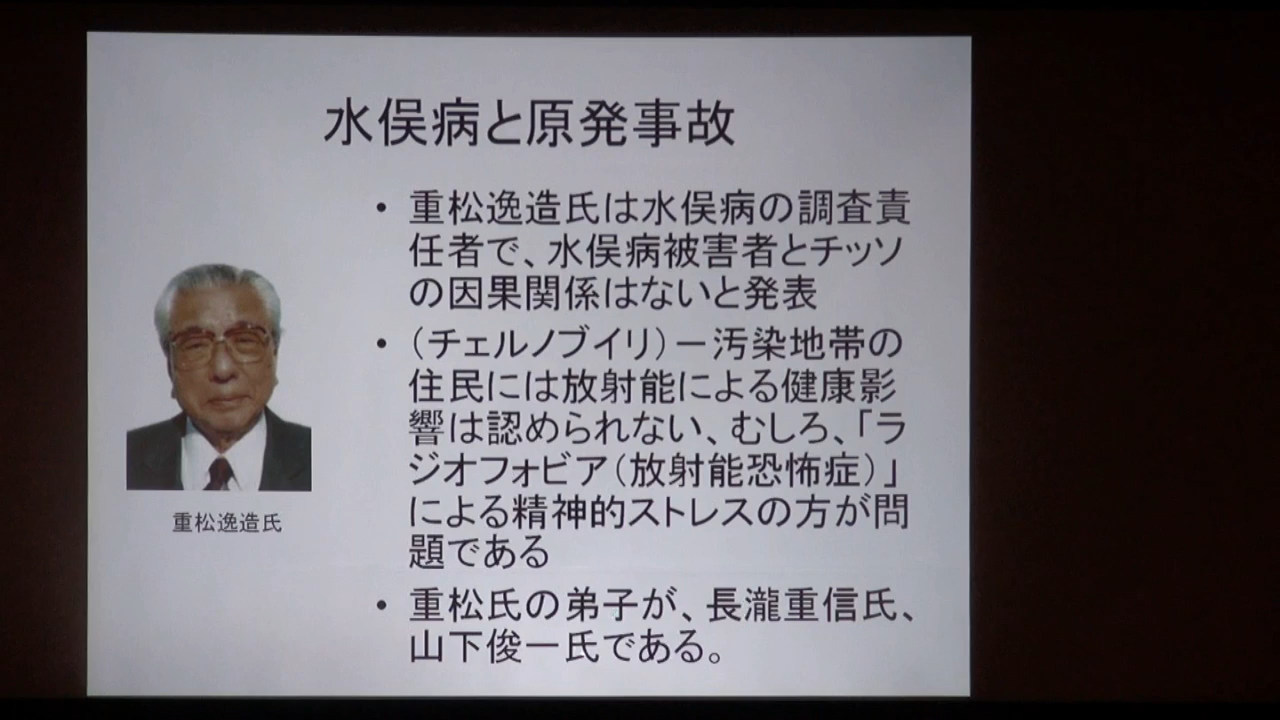 水俣病と原発事故
• 重松逸造氏は水俣病の調査責
任者で、水俣病被害者とチッソ
の因果関係はないと発表
• （チェルノブイリ）－汚染地帯の
住民には放射能による健康影
響は認められない、むしろ、「ラ
ジオフォビア（放射能恐怖症）」
による精神的ストレスの方が問
題である
• 重松氏の弟子が、長瀧重信氏、
山下俊一氏である。
重松逸造氏